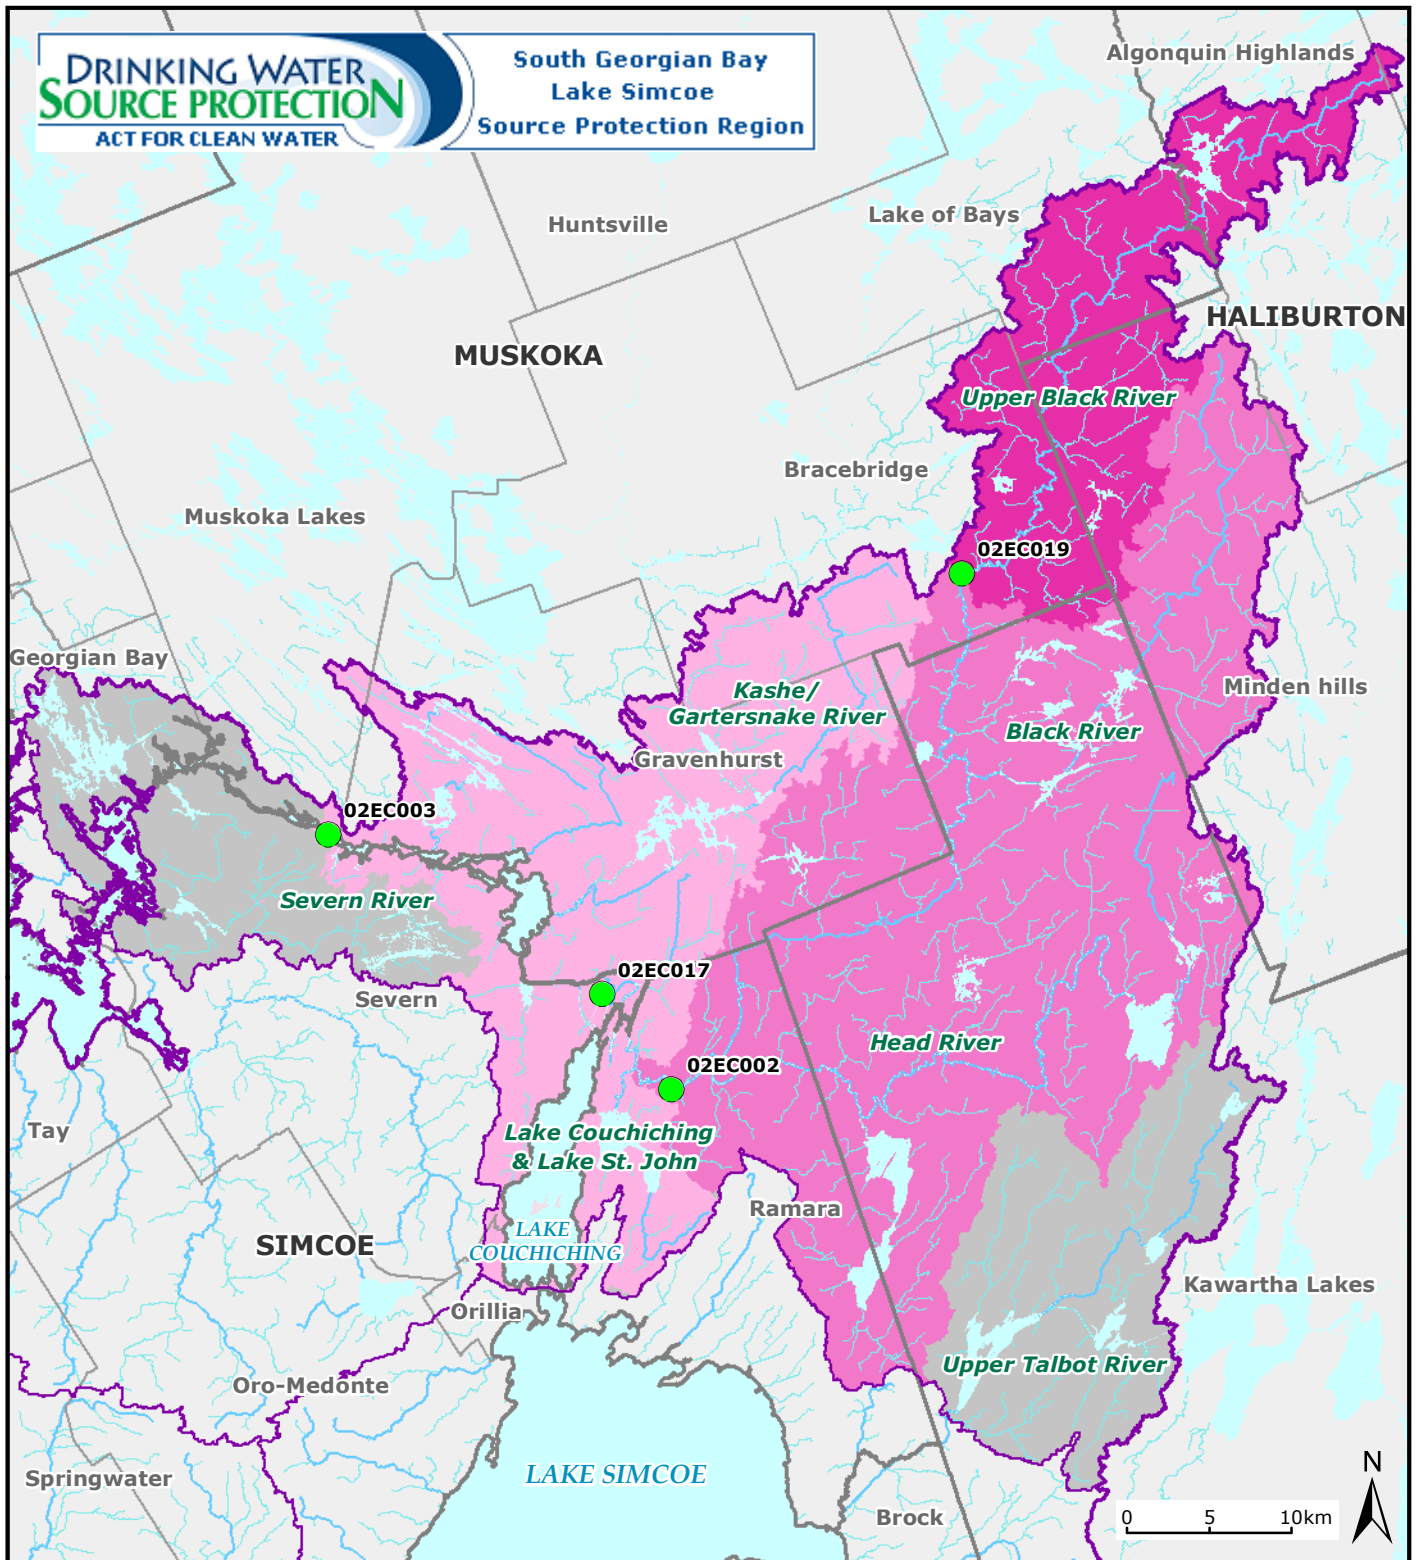 DRINKING WATER
SOURCE PROTECTION
ACT FOR CLEAN WATER
South Georgian Bay
Lake Simcoe
Source Protection Region
Algonquin Highlands
Huntsville
Lake of Bays
HALIBURTON
MUSKOKA
Upper Black River
Bracebridge
Muskoka Lakes
02EC019
Georgian Bay
Kashe/
Gartersnake River
Minden hills
Black River
Gravenhurst
02EC003
Severn River
02EC017
Severn
Head River
02EC002
Tay
Lake Couchiching
& Lake St. John
Ramara
LAKE
COUCHICHING
SIMCOE
Kawartha Lakes
Orillia
Upper Talbot River
Oro-Medonte
LAKE SIMCOE
Springwater
Brock
N
0 5 10km